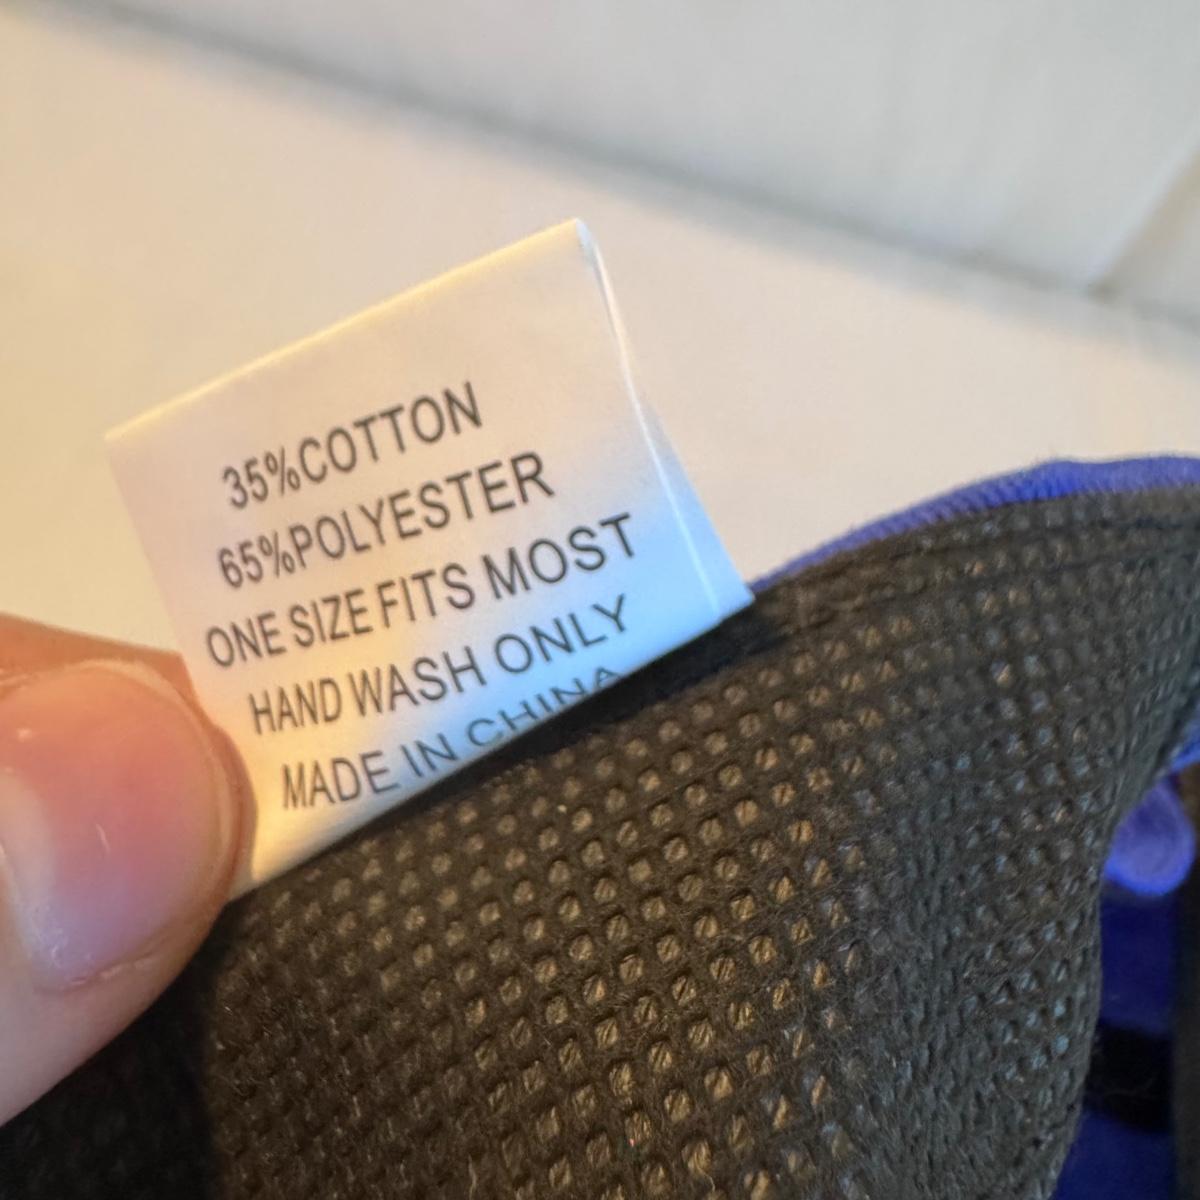 35%COTTON
65%POLYESTER
ONE SIZE FITS MOST
HAND WASH ONLY
MADE IN CHINA